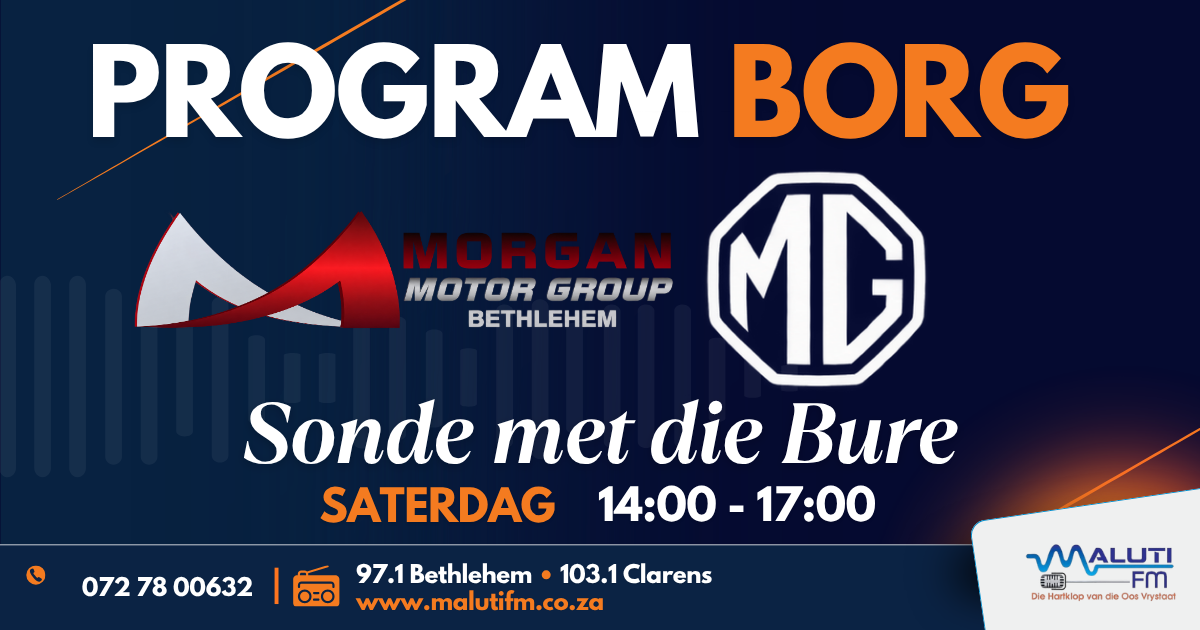 PROGRAM BORG
MORGAN
MOTOR GROUP
BETHLEHEM
MG
Sonde met die Bure
SATERDAG 14:00 - 17:00
072 78 00632
97.1 Bethlehem • 103.1 Clarens
www.malutifm.co.za
MALUTI
FM
Die Hartklop van die Oos Vrystaat